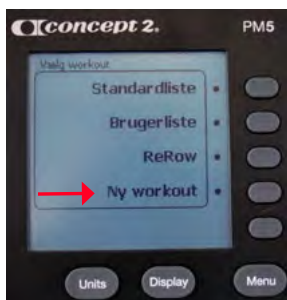 concept 2. PM5
Vælg workout
Standardliste
Brugerliste
ReRow
Ny workout
Units Display Menu